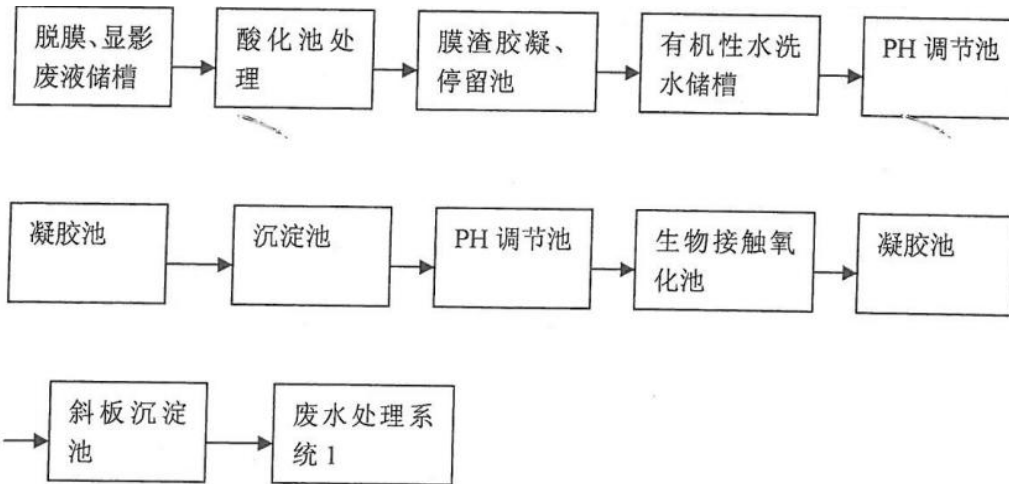 脱膜、显影
废液储槽
酸化池处
理
膜渣胶凝、
停留池
有机性水洗
水储槽
PH 调节池
凝胶池
沉淀池
PH 调节池
生物接触氧
化池
凝胶池
斜板沉淀
池
废水处理系
统 1